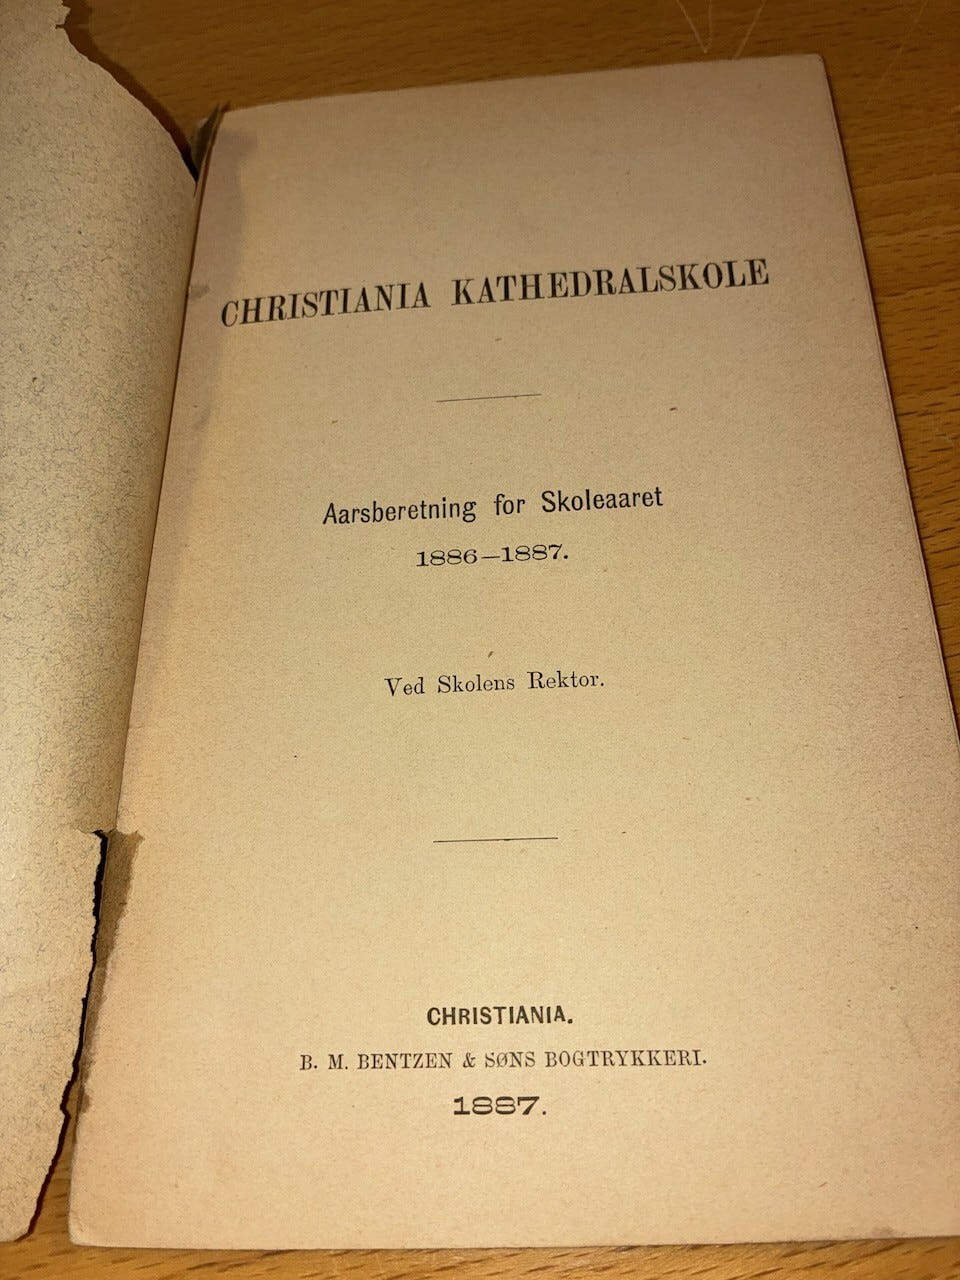 CHRISTIANIA KATHEDRALSKOLE
Aarsberetning for Skoleaaret
1886—1887.
Ved Skolens Rektor.
CHRISTIANIA.
B. M. BENTZEN & SØNS BOGTRYKKERI.
1887.